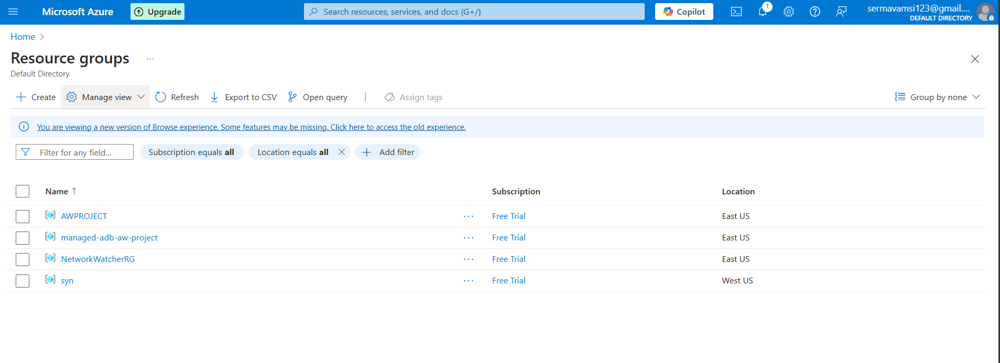 Microsoft Azure Upgrade Search resources, services, and docs (G+/) Copilot 1 sermavamsi123@gmail....
DEFAULT DIRECTORY
Home
Resource groups ...
Default Directory
Create Manage view Refresh Export to CSV Open query | Assign tags Group by none
You are viewing a new version of Browse experience. Some features may be missing. Click here to access the old experience.
Filter for any field... Subscription equals all Location equals all Add filter
Name ↑ Subscription Location
AWPROJECT ... Free Trial East US
managed-adb-aw-project ... Free Trial East US
NetworkWatcherRG ... Free Trial East US
syn ... Free Trial West US